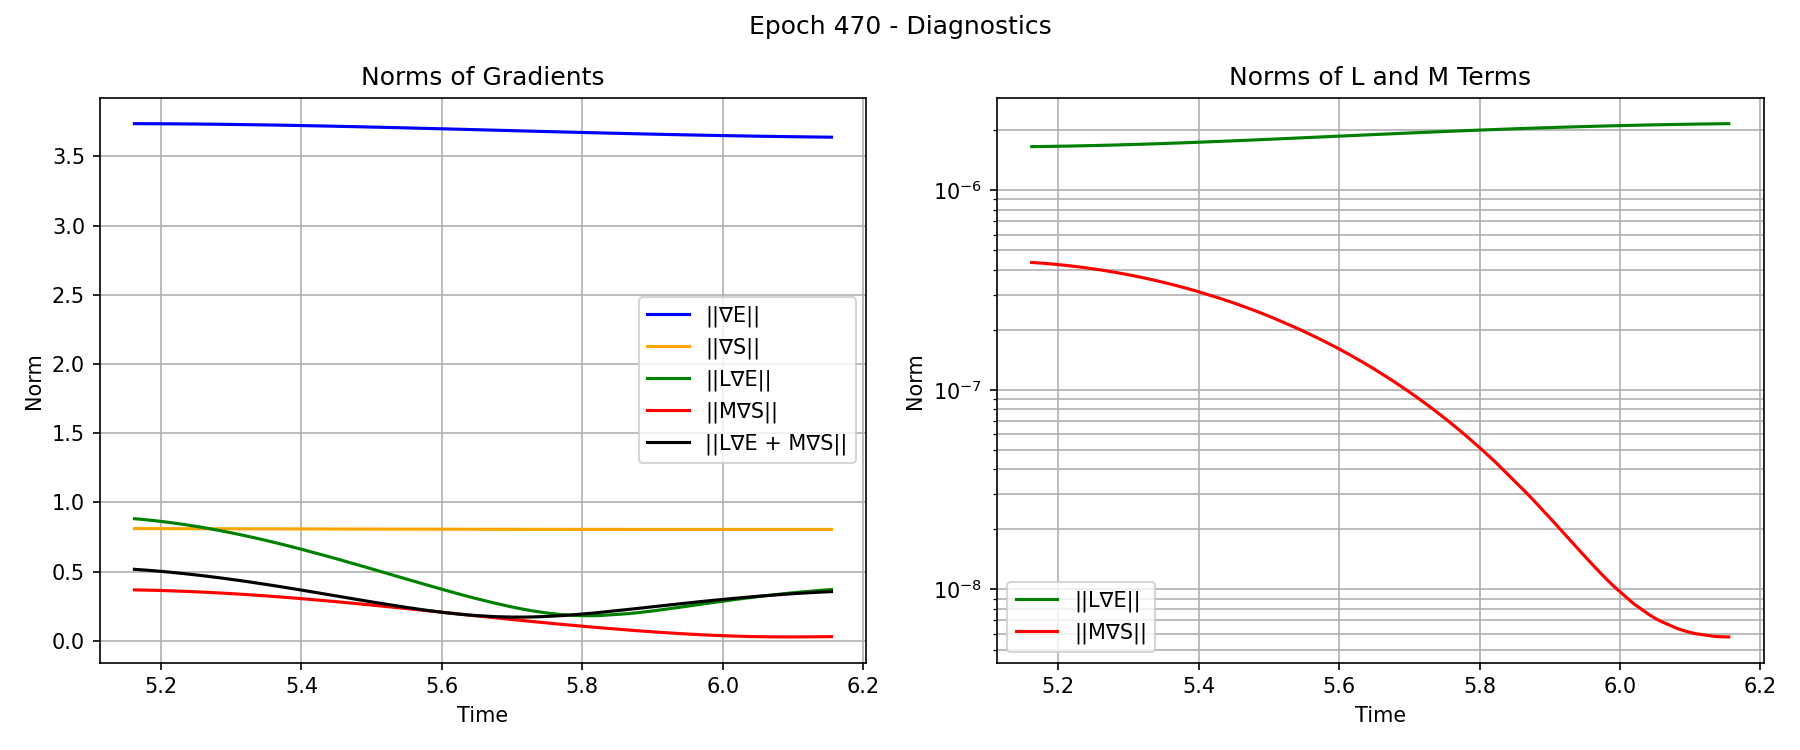 Epoch 470 - Diagnostics
Norms of Gradients
Norm
3.5
3.0
2.5
2.0
1.5
1.0
0.5
0.0
||∇E||
||∇S||
||L∇E||
||M∇S||
||L∇E + M∇S||
5.2 5.4 5.6 5.8 6.0 6.2
Time
Norms of L and M Terms
Norm
10⁻⁶
10⁻⁷
10⁻⁸
||L∇E||
||M∇S||
5.2 5.4 5.6 5.8 6.0 6.2
Time